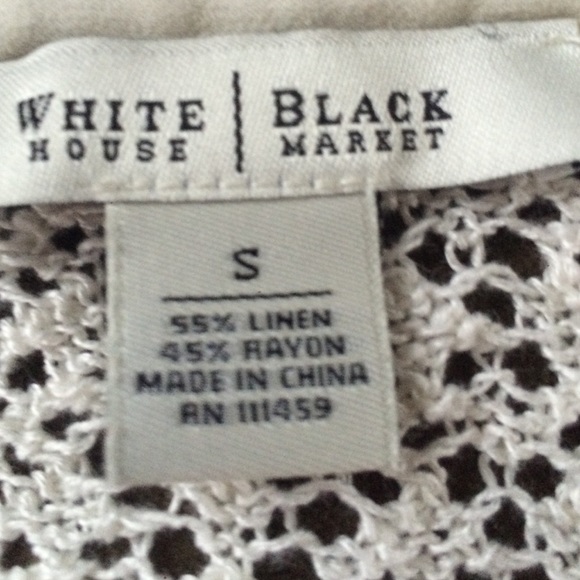 WHITE HOUSE | BLACK MARKET
S
55% LINEN
45% RAYON
MADE IN CHINA
RN 111459